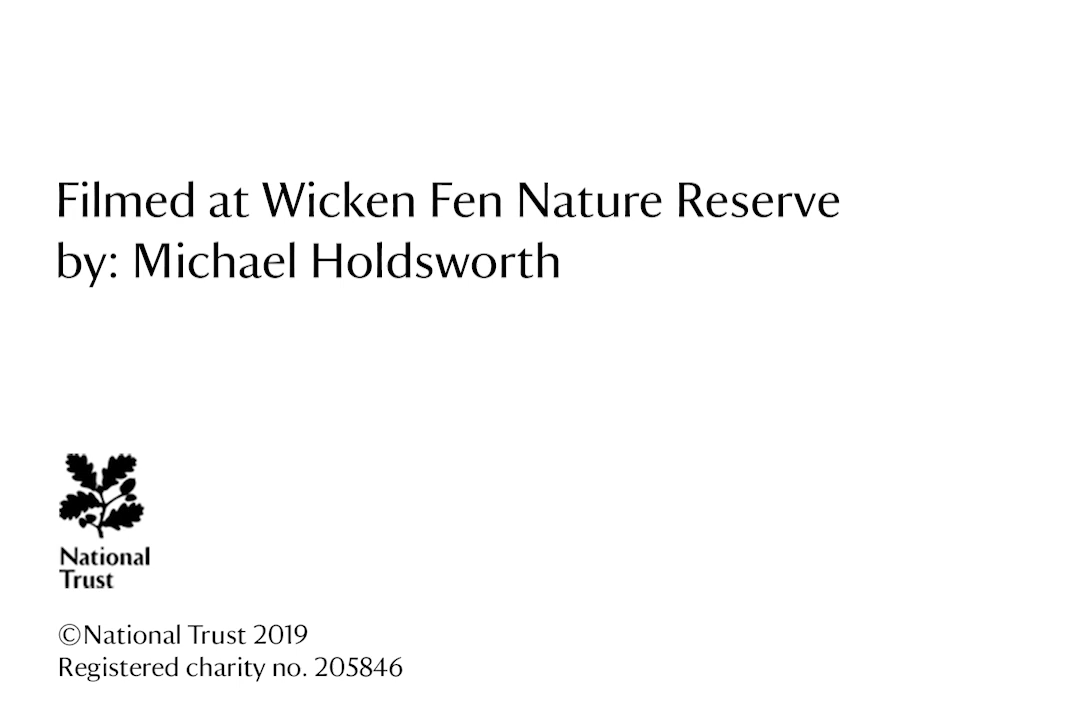 Filmed at Wicken Fen Nature Reserve
by: Michael Holdsworth
National
Trust
©National Trust 2019
Registered charity no. 205846